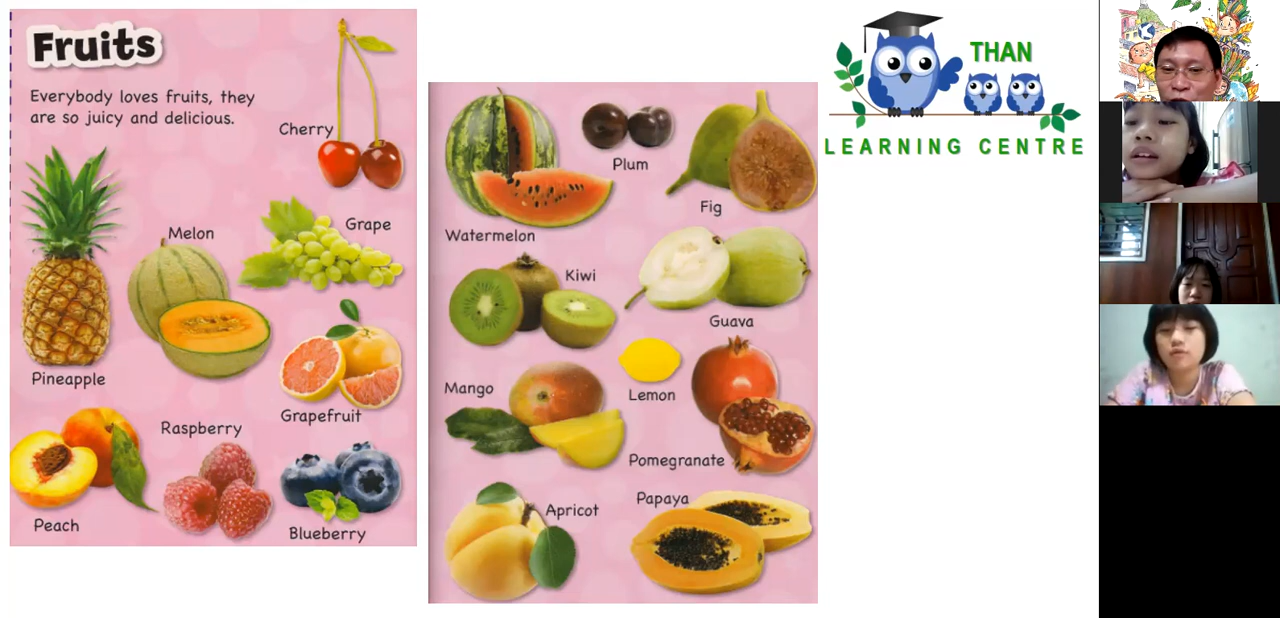 Fruits
Everybody loves fruits, they
are so juicy and delicious.
Cherry
Grape
Melon
Pineapple
Grapefruit
Raspberry
Peach
Blueberry
Plum
Fig
Watermelon
Kiwi
Guava
Mango
Lemon
Pomegranate
Apricot
Papaya
THAN
LEARNING CENTRE